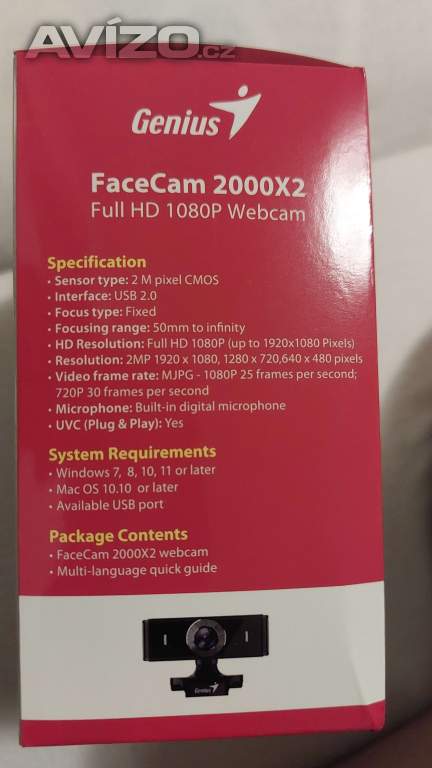 AVÍZO.cz
Genius
FaceCam 2000X2
Full HD 1080P Webcam
Specification
• Sensor type: 2 M pixel CMOS
• Interface: USB 2.0
• Focus type: Fixed
• Focusing range: 50mm to infinity
• HD Resolution: Full HD 1080P (up to 1920x1080 Pixels)
• Resolution: 2MP 1920 x 1080, 1280 x 720,640 x 480 pixels
• Video frame rate: MJPG - 1080P 25 frames per second;
720P 30 frames per second
• Microphone: Built-in digital microphone
• UVC (Plug & Play): Yes
System Requirements
• Windows 7, 8, 10, 11 or later
• Mac OS 10.10 or later
• Available USB port
Package Contents
• FaceCam 2000X2 webcam
• Multi-language quick guide
Genius